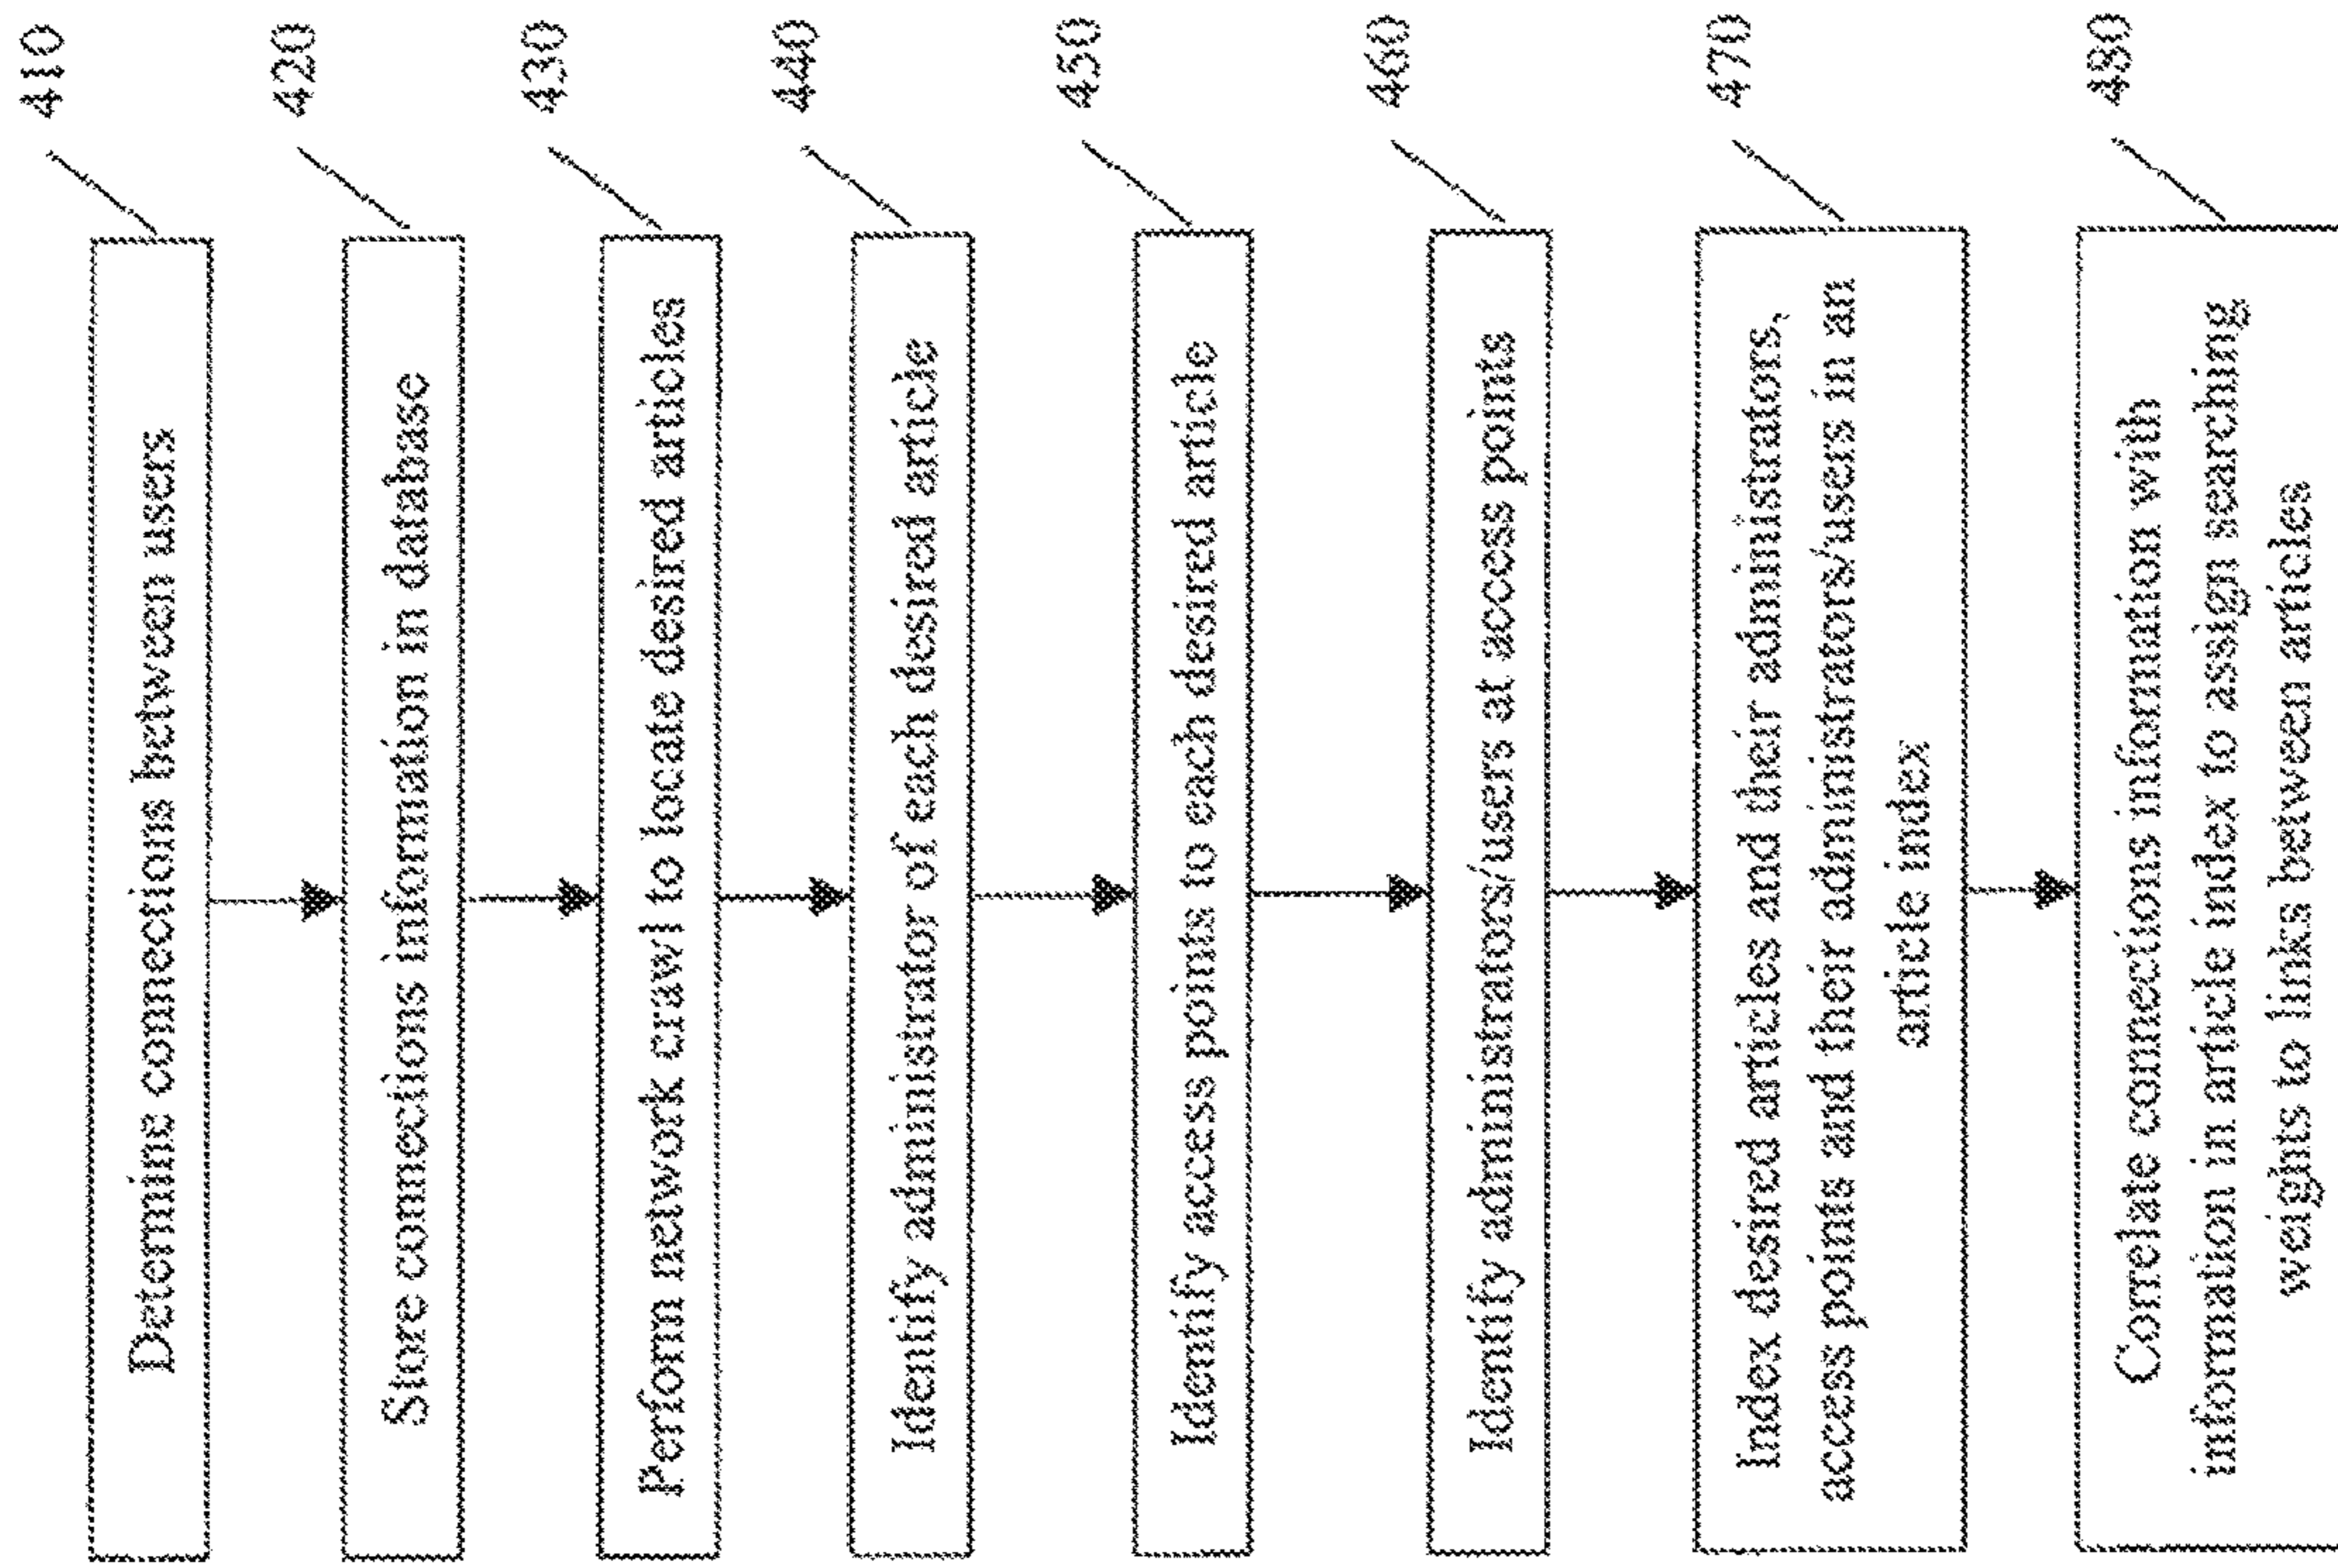 410
Determine connections between users
420
Store connections information in database
430
Perform network crawl to locate desired articles
440
Identify administrator of each desired article
450
Identify access points to each desired article
460
Identify administrators/users at access points
470
Index desired articles and their administrators,
access points and their administrators/users in an
article index
480
Correlate connections information with
information in article index to assign searching
weights to links between articles